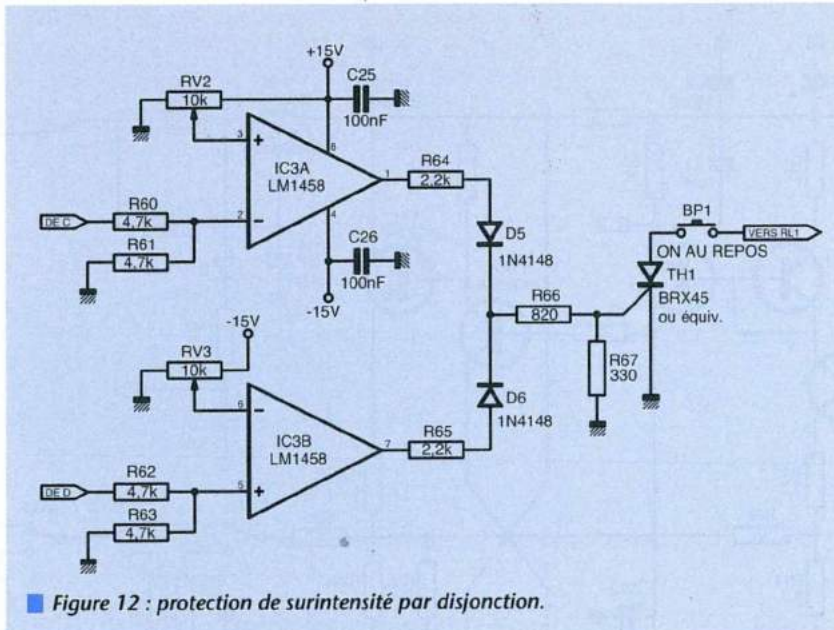 +15V
RV2
10k
C25
100nF
3
8
IC3A
LM1458
1
R64
2,2k
DE C
R60
4,7k
2
R61
4,7k
4
C26
100nF
-15V
D5
1N4148
BP1
VERS RL1
ON AU REPOS
TH1
BRX45
ou équiv.
R66
820
R67
330
-15V
RV3
10k
6
IC3B
LM1458
7
R65
2,2k
D6
1N4148
DE D
R62
4,7k
5
R63
4,7k
Figure 12 : protection de surintensité par disjonction.